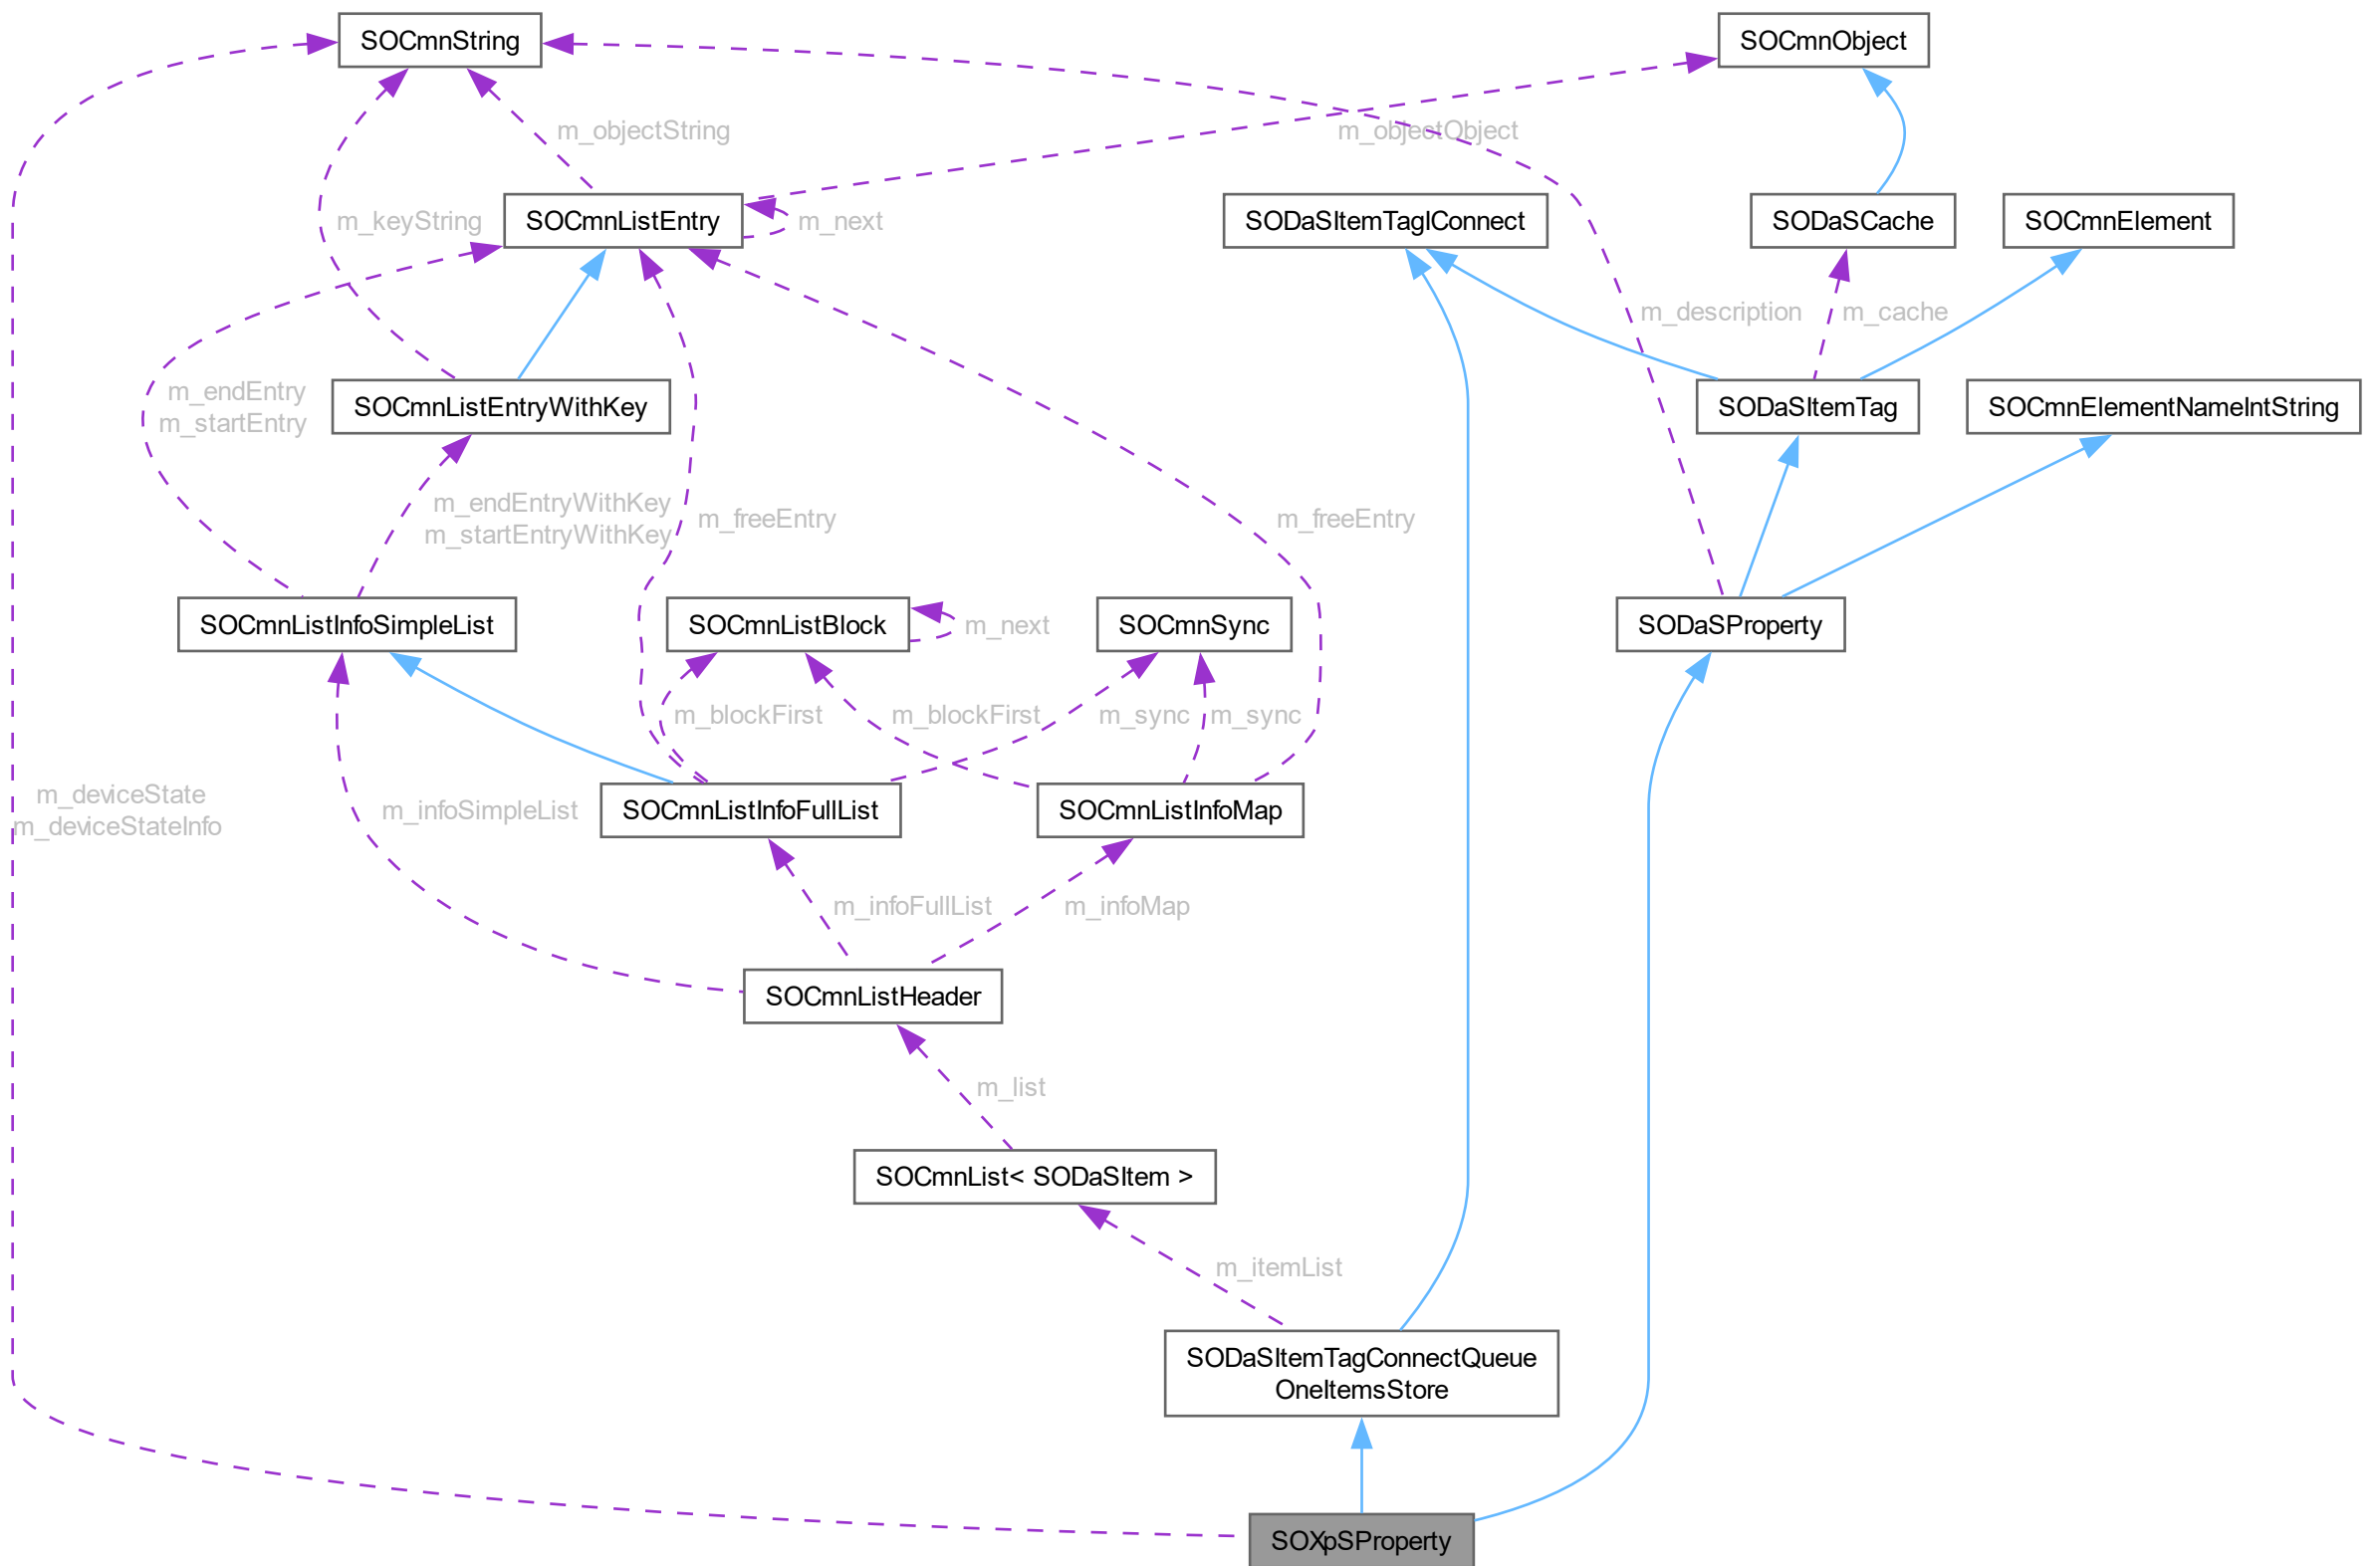 SOCmnString
SOCmnObject
m_objectString
m_objectObject
m_keyString
SOCmnListEntry
m_next
SODaSItemTagIConnect
SODaSCache
SOCmnElement
m_description
m_cache
m_endEntry
m_startEntry
SOCmnListEntryWithKey
SODaSItemTag
SOCmnElementNameIntString
m_endEntryWithKey
m_startEntryWithKey
m_freeEntry
m_freeEntry
SOCmnListInfoSimpleList
SOCmnListBlock
m_next
SOCmnSync
SODaSProperty
m_blockFirst
m_blockFirst
m_sync
m_sync
m_deviceState
m_deviceStateInfo
m_infoSimpleList
SOCmnListInfoFullList
SOCmnListInfoMap
m_infoFullList
m_infoMap
SOCmnListHeader
m_list
SOCmnList< SODaSItem >
m_itemList
SODaSItemTagConnectQueue
OneItemsStore
SOXpSProperty